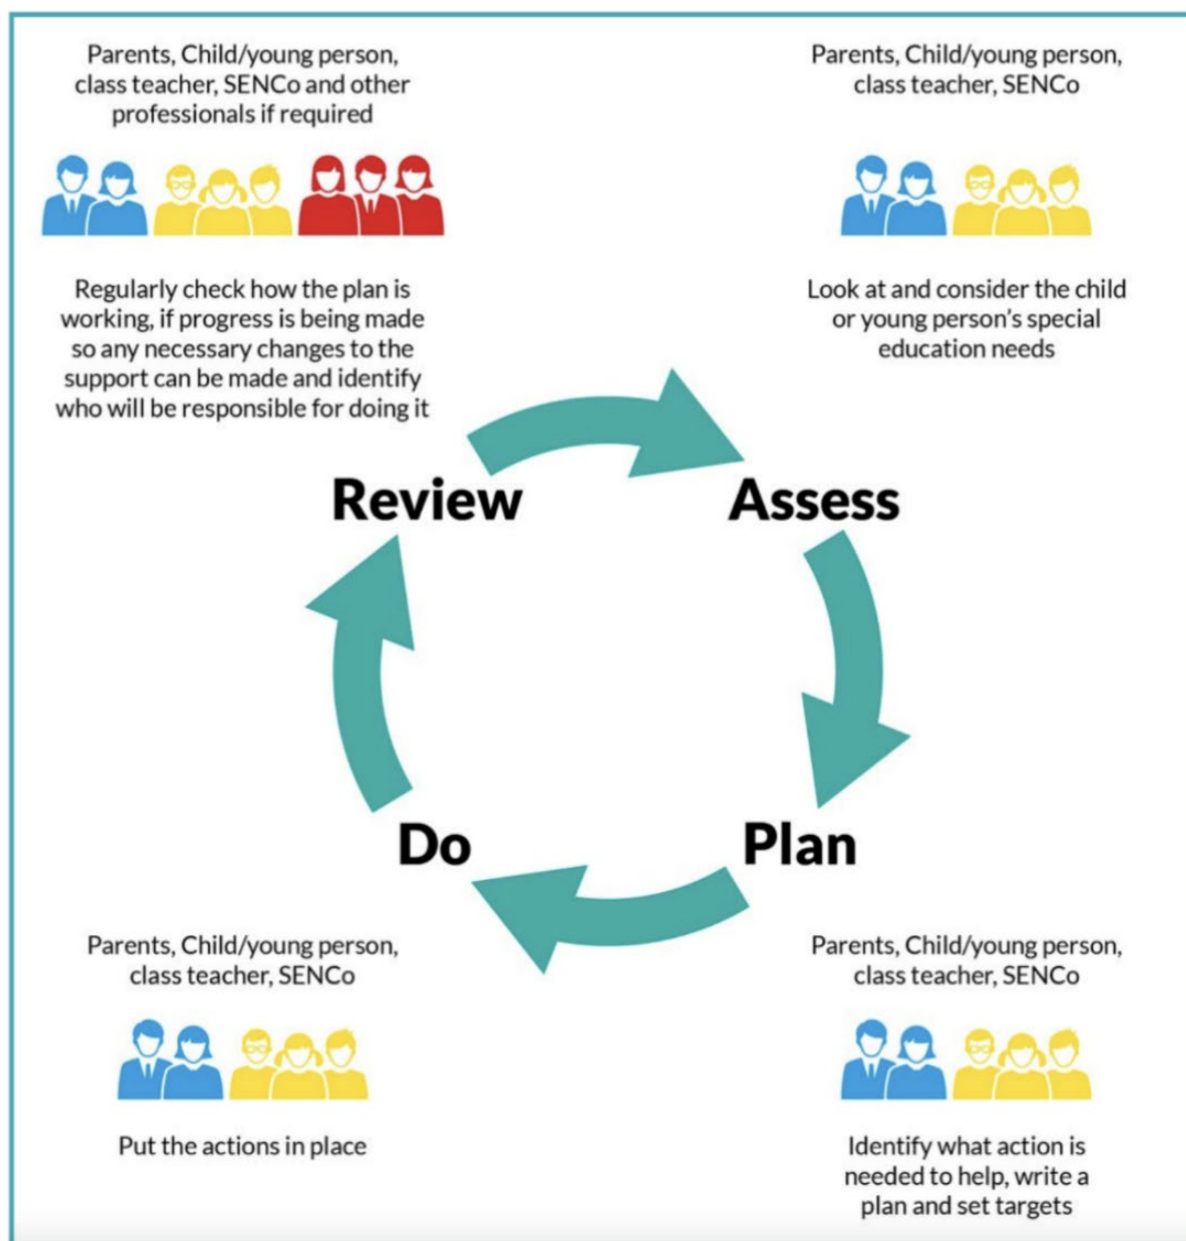 Parents, Child/young person,
class teacher, SENCo and other
professionals if required
Regularly check how the plan is
working, if progress is being made
so any necessary changes to the
support can be made and identify
who will be responsible for doing it
Review
Parents, Child/young person,
class teacher, SENCo
Look at and consider the child
or young person's special
education needs
Assess
Do
Parents, Child/young person,
class teacher, SENCo
Put the actions in place
Plan
Parents, Child/young person,
class teacher, SENCo
Identify what action is
needed to help, write a
plan and set targets